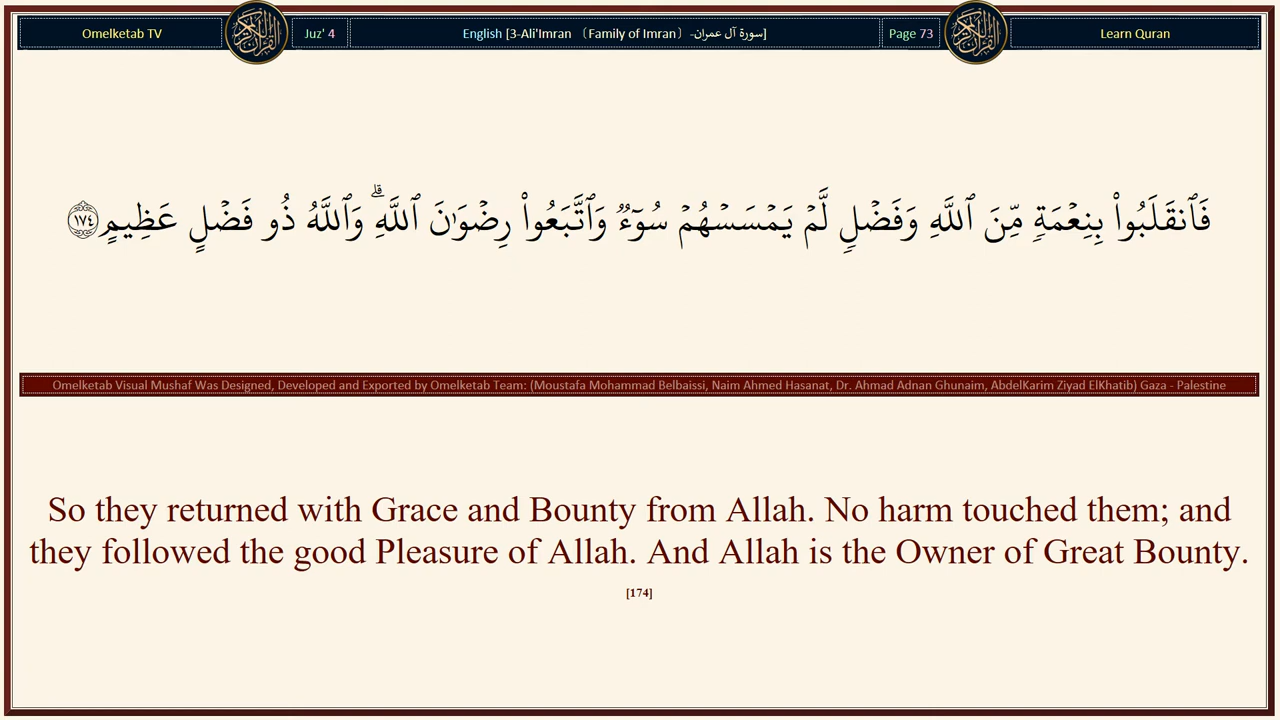 Omelketab TV
Juz' 4
English [3-Ali'Imran 〔Family of Imran〕 -سورة آل عمران]
Page 73
Learn Quran
فَٱنقَلَبُواْ بِنِعۡمَةٖ مِّنَ ٱللَّهِ وَفَضۡلٖ لَّمۡ يَمۡسَسۡهُمۡ سُوٓءٞ وَٱتَّبَعُواْ رِضۡوَٰنَ ٱللَّهِۗ وَٱللَّهُ ذُو فَضۡلٍ عَظِيمٍ ١٧٤
Omelketab Visual Mushaf Was Designed, Developed and Exported by Omelketab Team: (Moustafa Mohammad Belbaissi, Naim Ahmed Hasanat, Dr. Ahmad Adnan Ghunaim, AbdelKarim Ziyad ElKhatib) Gaza - Palestine
So they returned with Grace and Bounty from Allah. No harm touched them; and
they followed the good Pleasure of Allah. And Allah is the Owner of Great Bounty.
[174]